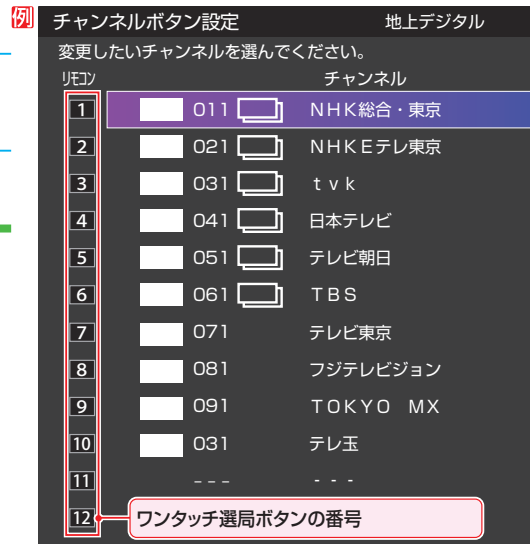 例
チャンネルボタン設定 地上デジタル
変更したいチャンネルを選んでください。
リモコン チャンネル
1 011 NHK総合・東京
2 021 NHKEテレ東京
3 031 tvk
4 041 日本テレビ
5 051 テレビ朝日
6 061 TBS
7 071 テレビ東京
8 081 フジテレビジョン
9 091 TOKYO MX
10 031 テレ玉
11 --- ---
12 ワンタッチ選局ボタンの番号